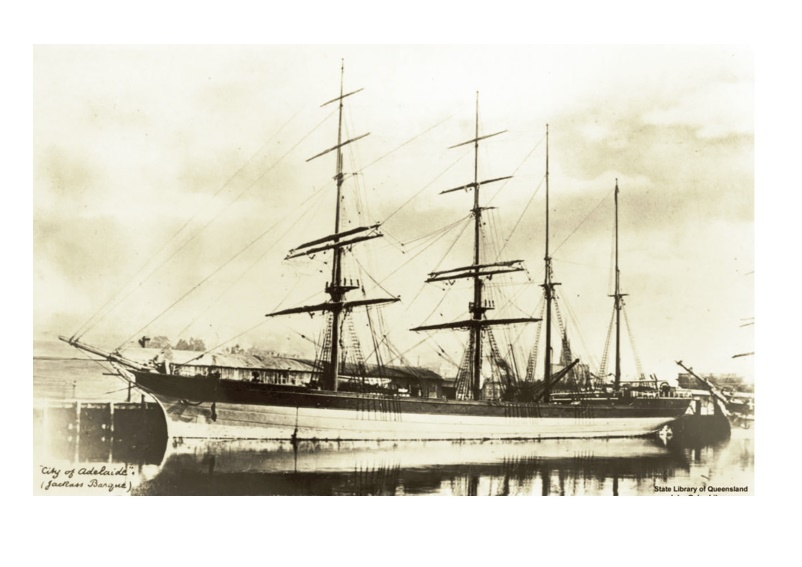 "City of Adelaide".
(Jackass Barque)
State Library of Queensland